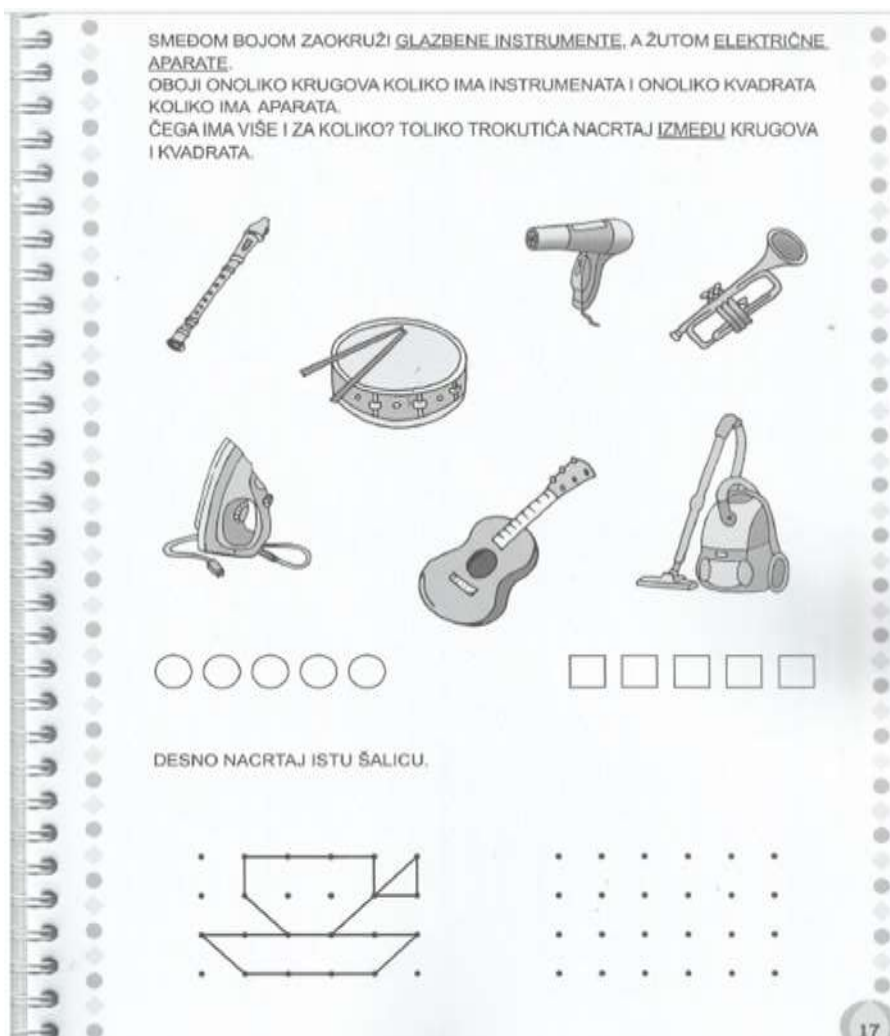 SMEĐOM BOJOM ZAOKRUŽI GLAZBENE INSTRUMENTE, A ŽUTOM ELEKTRIČNE
APARATE.
OBOJI ONOLIKO KRUGOVA KOLIKO IMA INSTRUMENATA I ONOLIKO KVADRATA
KOLIKO IMA APARATA.
ČEGA IMA VIŠE I ZA KOLIKO? TOLIKO TROKUTIĆA NACRTAJ IZMEĐU KRUGOVA
I KVADRATA.
DESNO NACRTAJ ISTU ŠALICU.
17